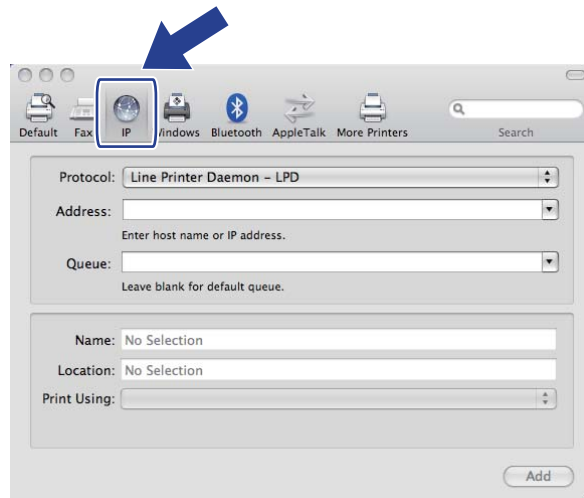 Default Fax IP Windows Bluetooth AppleTalk More Printers Search
Protocol: Line Printer Daemon – LPD
Address:
Enter host name or IP address.
Queue:
Leave blank for default queue.
Name: No Selection
Location: No Selection
Print Using:
Add